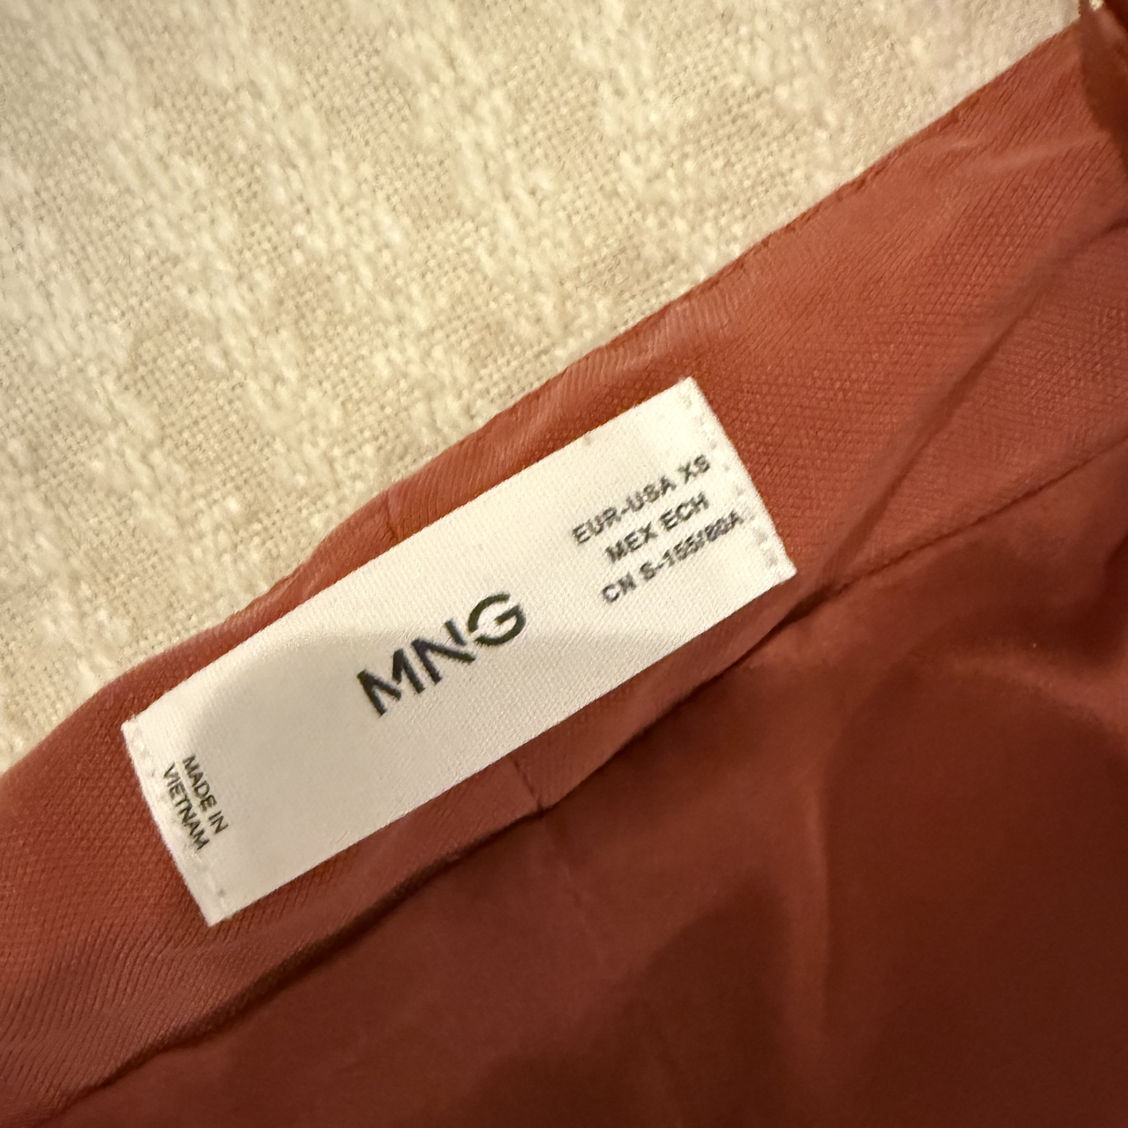 EUR-USA XS
MEX ECH
CN S-155/80A
MNG
MADE IN
VIETNAM